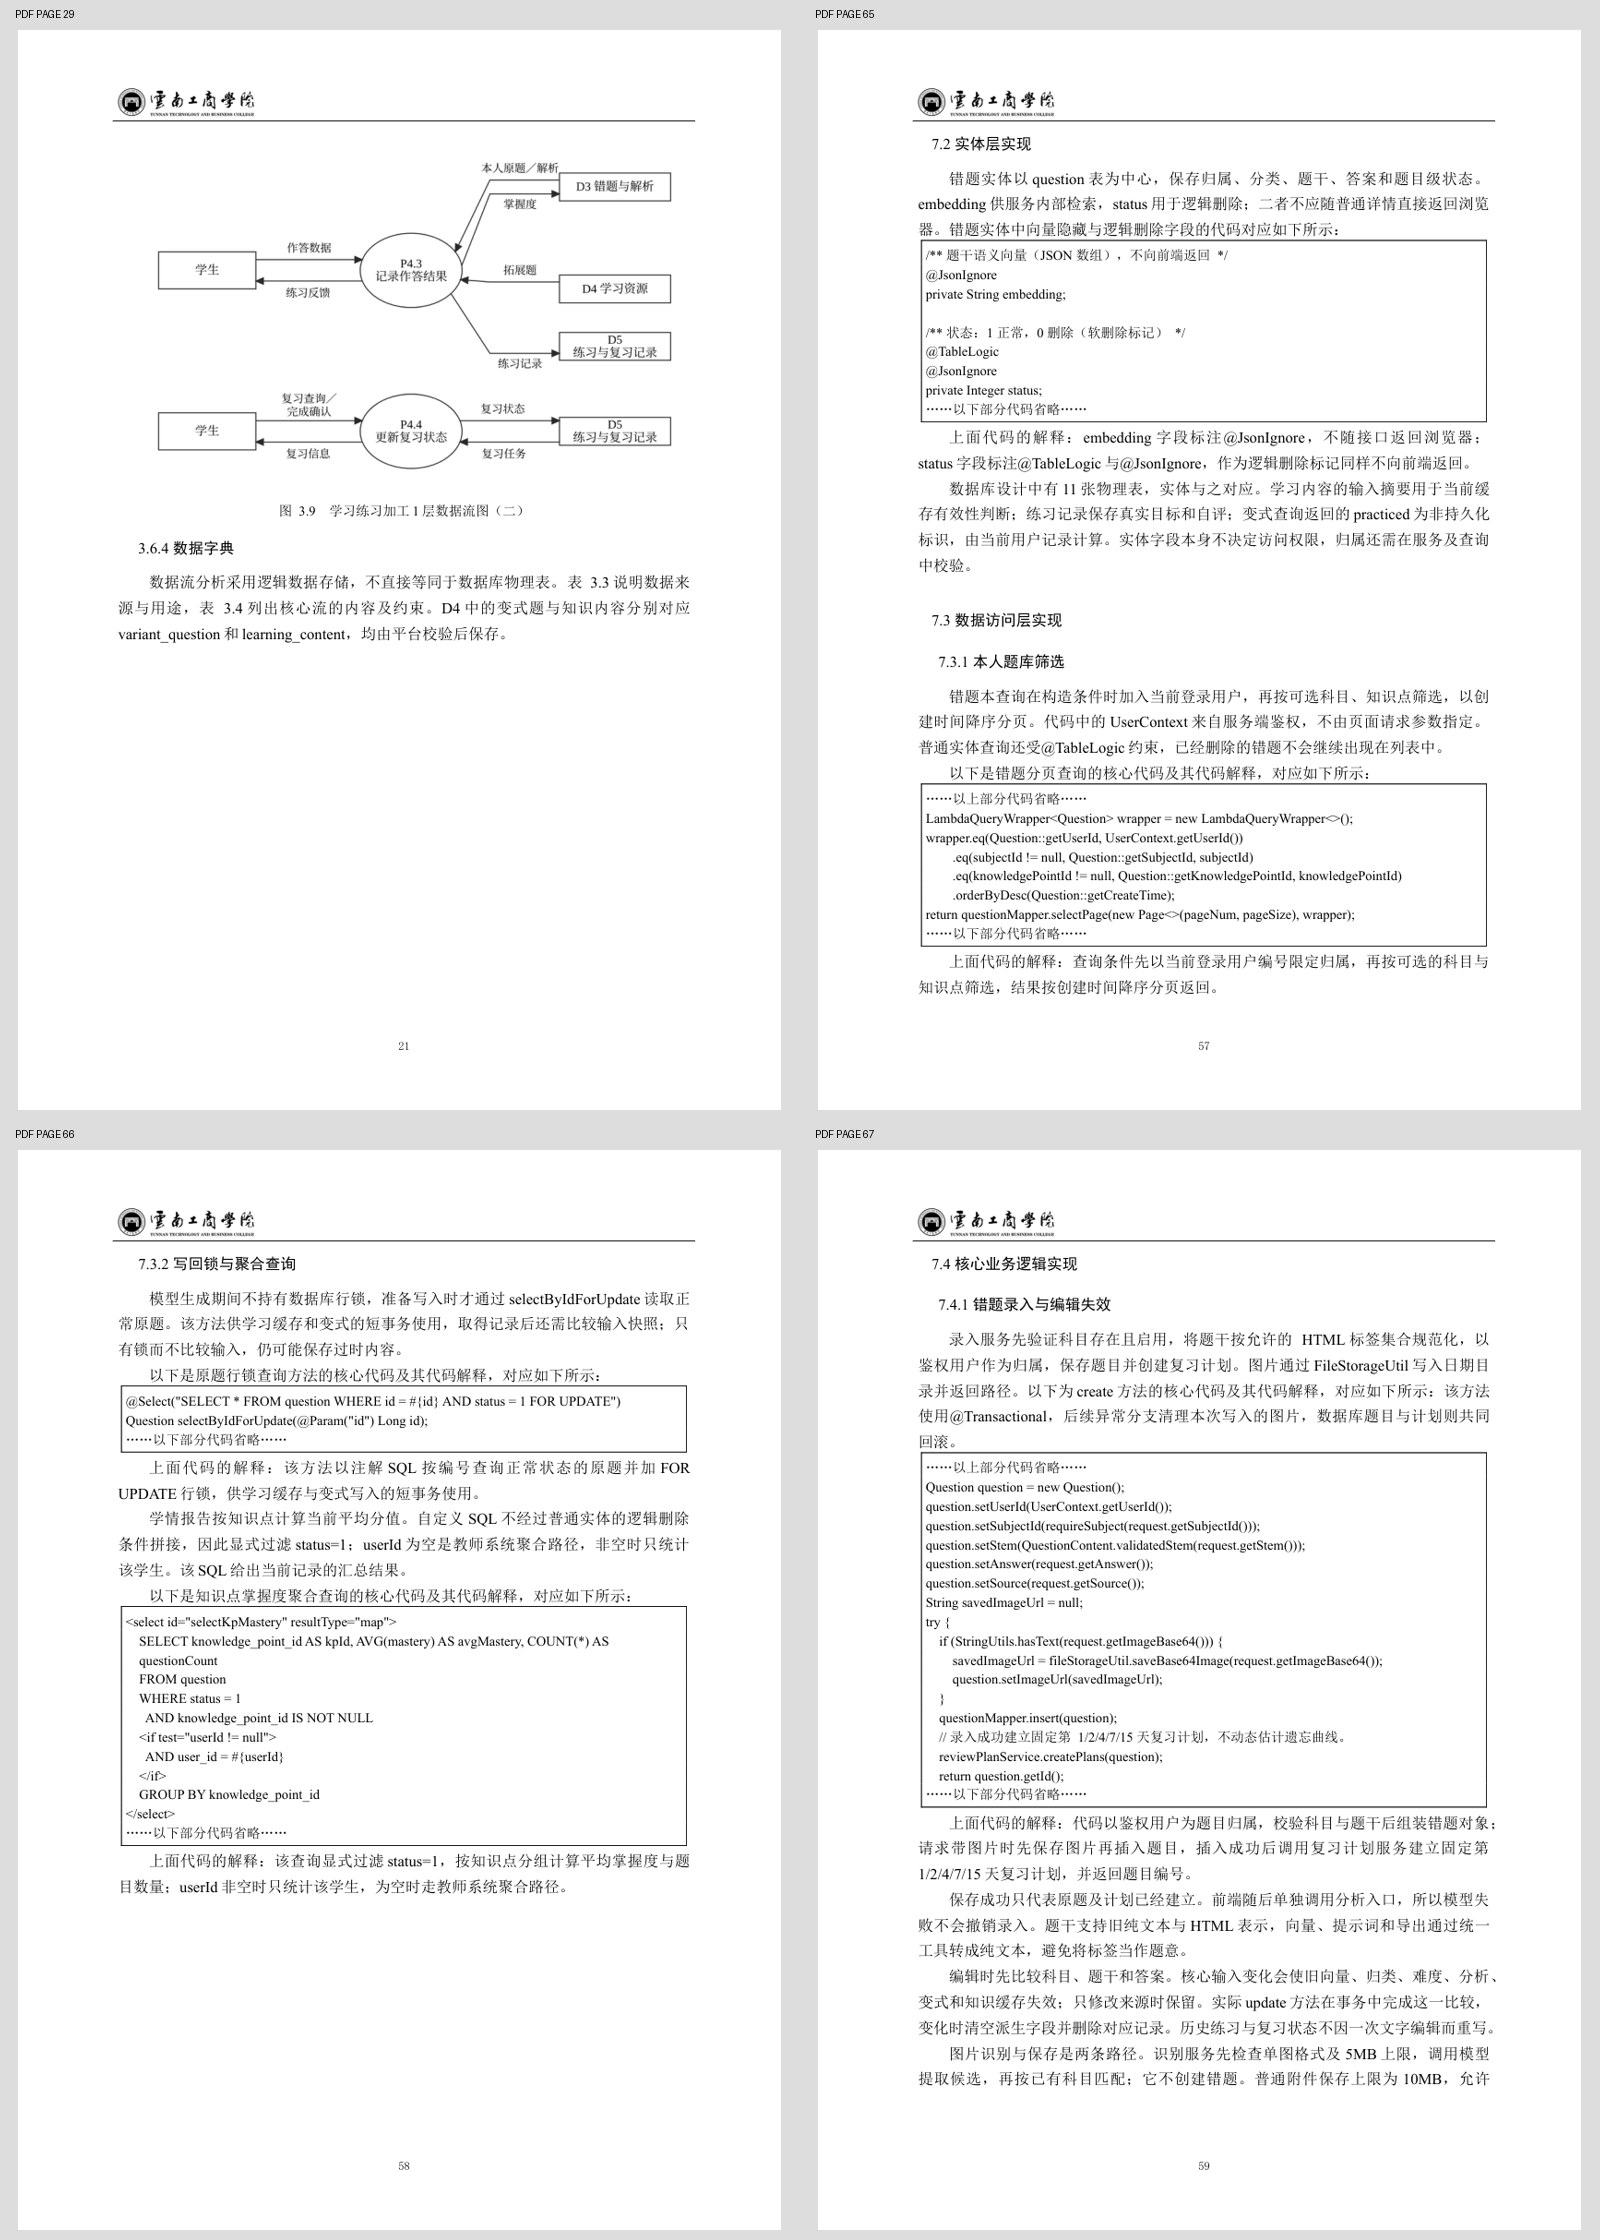 PDF PAGE 29
雲南工商學院
YUNNAN TECHNOLOGY AND BUSINESS COLLEGE
本人原题／解析
D3 错题与解析
掌握度
作答数据
P4.3
记录作答结果
学生
拓展题
练习反馈
D4 学习资源
D5
练习与复习记录
练习记录
复习查询／
完成确认
复习状态
学生
P4.4
更新复习状态
D5
练习与复习记录
复习信息
复习任务
图 3.9 学习练习加工 1 层数据流图（二）
3.6.4 数据字典
数据流分析采用逻辑数据存储，不直接等同于数据库物理表。表 3.3 说明数据来
源与用途，表 3.4 列出核心流的内容及约束。D4 中的变式题与知识内容分别对应
variant_question 和 learning_content，均由平台校验后保存。
21
PDF PAGE 65
雲南工商學院
YUNNAN TECHNOLOGY AND BUSINESS COLLEGE
7.2 实体层实现
错题实体以 question 表为中心，保存归属、分类、题干、答案和题目级状态。
embedding 供服务内部检索，status 用于逻辑删除；二者不应随普通详情直接返回浏览
器。错题实体中向量隐藏与逻辑删除字段的代码对应如下所示：
/** 题干语义向量（JSON 数组），不向前端返回 */
@JsonIgnore
private String embedding;
/** 状态：1 正常，0 删除（软删除标记） */
@TableLogic
@JsonIgnore
private Integer status;
……以下部分代码省略……
上面代码的解释：embedding 字段标注@JsonIgnore，不随接口返回浏览器；
status 字段标注@TableLogic 与@JsonIgnore，作为逻辑删除标记同样不向前端返回。
数据库设计中有 11 张物理表，实体与之对应。学习内容的输入摘要用于当前缓
存有效性判断；练习记录保存真实目标和自评；变式查询返回的 practiced 为非持久化
标识，由当前用户记录计算。实体字段本身不决定访问权限，归属还需在服务及查询
中校验。
7.3 数据访问层实现
7.3.1 本人题库筛选
错题本查询在构造条件时加入当前登录用户，再按可选科目、知识点筛选，以创
建时间降序分页。代码中的 UserContext 来自服务端鉴权，不由页面请求参数指定。
普通实体查询还受@TableLogic 约束，已经删除的错题不会继续出现在列表中。
以下是错题分页查询的核心代码及其代码解释，对应如下所示：
……以上部分代码省略……
LambdaQueryWrapper<Question> wrapper = new LambdaQueryWrapper<>();
wrapper.eq(Question::getUserId, UserContext.getUserId())
.eq(subjectId != null, Question::getSubjectId, subjectId)
.eq(knowledgePointId != null, Question::getKnowledgePointId, knowledgePointId)
.orderByDesc(Question::getCreateTime);
return questionMapper.selectPage(new Page<>(pageNum, pageSize), wrapper);
……以下部分代码省略……
上面代码的解释：查询条件先以当前登录用户编号限定归属，再按可选的科目与
知识点筛选，结果按创建时间降序分页返回。
57
PDF PAGE 66
雲南工商學院
YUNNAN TECHNOLOGY AND BUSINESS COLLEGE
7.3.2 写回锁与聚合查询
模型生成期间不持有数据库行锁，准备写入时才通过 selectByIdForUpdate 读取正
常原题。该方法供学习缓存和变式的短事务使用，取得记录后还需比较输入快照；只
有锁而不比较输入，仍可能保存过时内容。
以下是原题行锁查询方法的核心代码及其代码解释，对应如下所示：
@Select("SELECT * FROM question WHERE id = #{id} AND status = 1 FOR UPDATE")
Question selectByIdForUpdate(@Param("id") Long id);
……以下部分代码省略……
上面代码的解释：该方法以注解 SQL 按编号查询正常状态的原题并加 FOR
UPDATE 行锁，供学习缓存与变式写入的短事务使用。
学情报告按知识点计算当前平均分值。自定义 SQL 不经过普通实体的逻辑删除
条件拼接，因此显式过滤 status=1；userId 为空是教师系统聚合路径，非空时只统计
该学生。该 SQL 给出当前记录的汇总结果。
以下是知识点掌握度聚合查询的核心代码及其代码解释，对应如下所示：
<select id="selectKpMastery" resultType="map">
SELECT knowledge_point_id AS kpId, AVG(mastery) AS avgMastery, COUNT(*) AS
questionCount
FROM question
WHERE status = 1
AND knowledge_point_id IS NOT NULL
<if test="userId != null">
AND user_id = #{userId}
</if>
GROUP BY knowledge_point_id
</select>
……以下部分代码省略……
上面代码的解释：该查询显式过滤 status=1，按知识点分组计算平均掌握度与题
目数量；userId 非空时只统计该学生，为空时走教师系统聚合路径。
58
PDF PAGE 67
雲南工商學院
YUNNAN TECHNOLOGY AND BUSINESS COLLEGE
7.4 核心业务逻辑实现
7.4.1 错题录入与编辑失效
录入服务先验证科目存在且启用，将题干按允许的 HTML 标签集合规范化，以
鉴权用户作为归属，保存题目并创建复习计划。图片通过 FileStorageUtil 写入日期目
录并返回路径。以下为 create 方法的核心代码及其代码解释，对应如下所示：该方法
使用@Transactional，后续异常分支清理本次写入的图片，数据库题目与计划则共同
回滚。
……以上部分代码省略……
Question question = new Question();
question.setUserId(UserContext.getUserId());
question.setSubjectId(requireSubject(request.getSubjectId()));
question.setStem(QuestionContent.validatedStem(request.getStem()));
question.setAnswer(request.getAnswer());
question.setSource(request.getSource());
String savedImageUrl = null;
try {
if (StringUtils.hasText(request.getImageBase64())) {
savedImageUrl = fileStorageUtil.saveBase64Image(request.getImageBase64());
question.setImageUrl(savedImageUrl);
}
questionMapper.insert(question);
// 录入成功建立固定第 1/2/4/7/15 天复习计划，不动态估计遗忘曲线。
reviewPlanService.createPlans(question);
return question.getId();
……以下部分代码省略……
上面代码的解释：代码以鉴权用户为题目归属，校验科目与题干后组装错题对象；
请求带图片时先保存图片再插入题目，插入成功后调用复习计划服务建立固定第
1/2/4/7/15 天复习计划，并返回题目编号。
保存成功只代表原题及计划已经建立。前端随后单独调用分析入口，所以模型失
败不会撤销录入。题干支持旧纯文本与 HTML 表示，向量、提示词和导出通过统一
工具转成纯文本，避免将标签当作题意。
编辑时先比较科目、题干和答案。核心输入变化会使旧向量、归类、难度、分析、
变式和知识缓存失效；只修改来源时保留。实际 update 方法在事务中完成这一比较，
变化时清空派生字段并删除对应记录。历史练习与复习状态不因一次文字编辑而重写。
图片识别与保存是两条路径。识别服务先检查单图格式及 5MB 上限，调用模型
提取候选，再按已有科目匹配；它不创建错题。普通附件保存上限为 10MB，允许
59